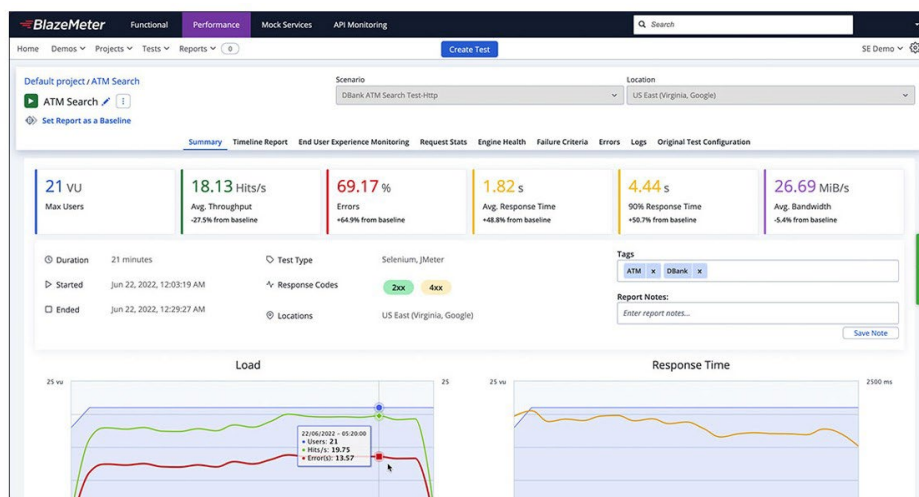 BlazeMeter Functional Performance Mock Services API Monitoring Search
Home Demos Projects Tests Reports 0 Create Test SE Demo
Default project / ATM Search Scenario Location
ATM Search DBank ATM Search Test-Http US East (Virginia, Google)
Set Report as a Baseline
Summary Timeline Report End User Experience Monitoring Request Stats Engine Health Failure Criteria Errors Logs Original Test Configuration
21 VU 18.13 Hits/s 69.17 % 1.82 s 4.44 s 26.69 MiB/s
Max Users Avg. Throughput Errors Avg. Response Time 90% Response Time Avg. Bandwidth
-27.5% from baseline +64.9% from baseline +48.8% from baseline +50.7% from baseline -5.4% from baseline
Tags
Duration 21 minutes Test Type Selenium, JMeter
ATM x DBank x
Started Jun 22, 2022, 12:03:19 AM Response Codes 2xx 4xx
Report Notes:
Ended Jun 22, 2022, 12:29:27 AM Locations US East (Virginia, Google) Enter report notes...
Save Note
Load Response Time
25 vu 25 25 vu 2500 ms
22/06/2022 - 05:20:00
Users: 21
Hits/s: 19.75
Error(s): 13.57